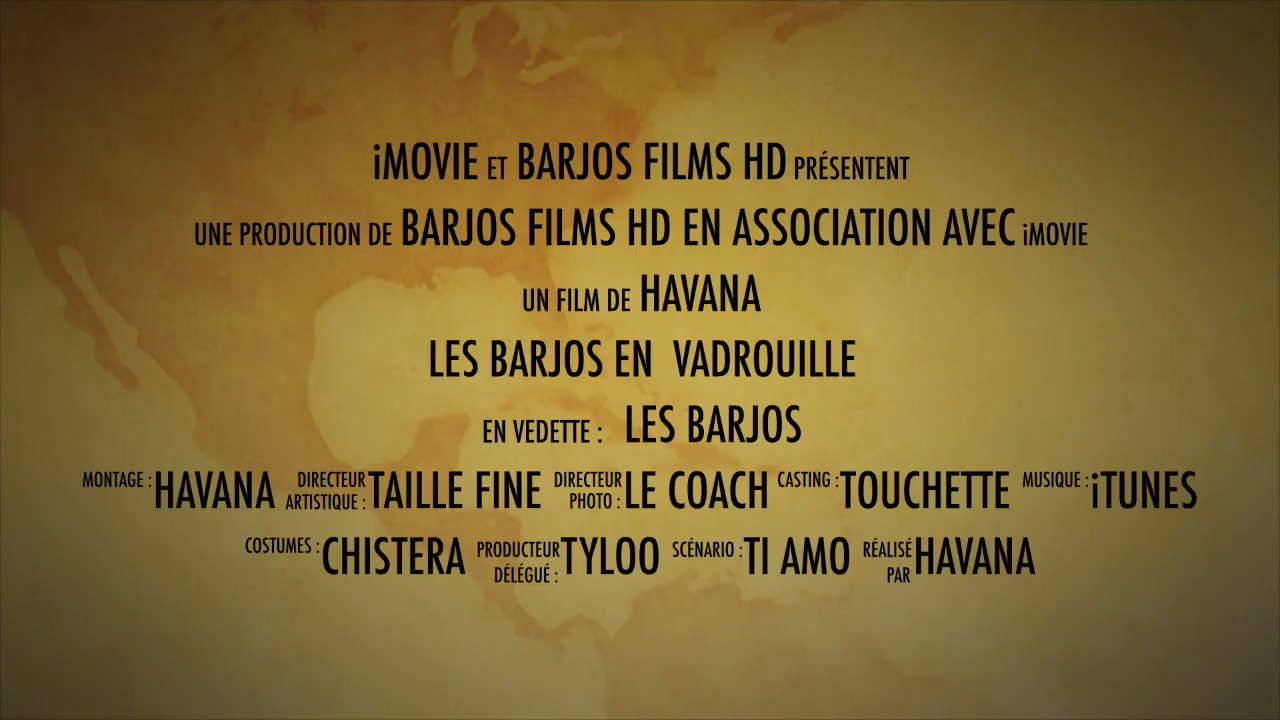 iMOVIE ET BARJOS FILMS HD PRÉSENTENT
UNE PRODUCTION DE BARJOS FILMS HD EN ASSOCIATION AVEC iMOVIE
UN FILM DE HAVANA
LES BARJOS EN VADROUILLE
EN VEDETTE : LES BARJOS
MONTAGE : HAVANA DIRECTEUR ARTISTIQUE : TAILLE FINE DIRECTEUR PHOTO : LE COACH CASTING : TOUCHETTE MUSIQUE : iTUNES
COSTUMES : CHISTERA PRODUCTEUR DÉLÉGUÉ : TYLOO SCÉNARIO : TI AMO RÉALISÉ PAR HAVANA